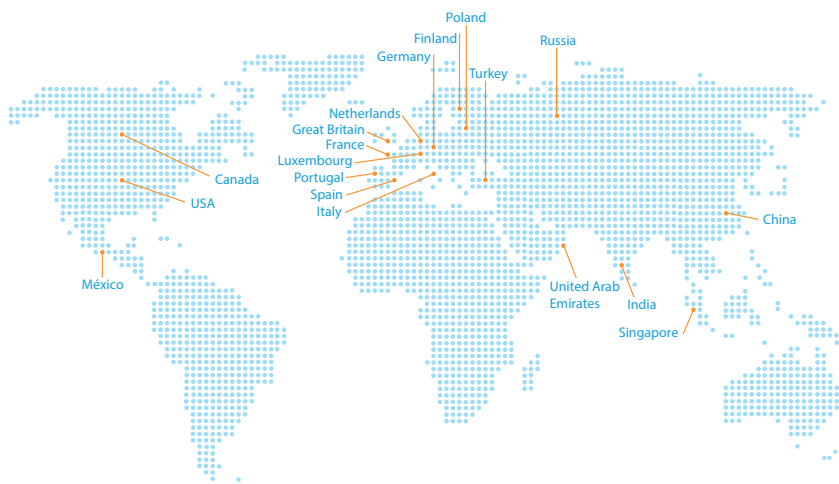 Poland
Finland
Russia
Germany
Turkey
Netherlands
Great Britain
France
Luxembourg
Portugal
Canada
Spain
USA
Italy
China
México
United Arab
Emirates
India
Singapore